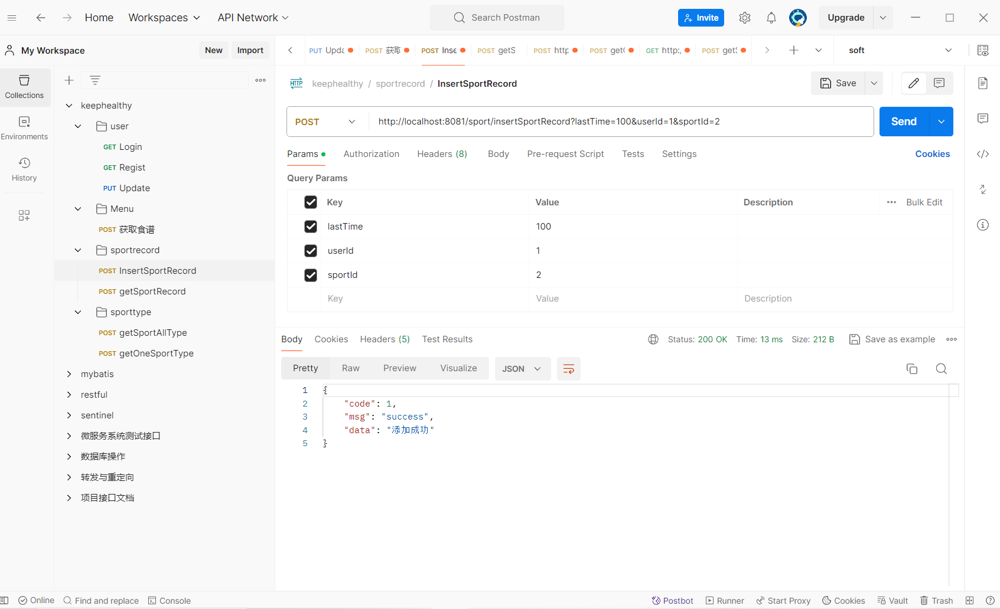 Home Workspaces API Network Search Postman Invite Upgrade
My Workspace New Import PUT Upda POST 获取 POST Inse POST getS POST http POST get( GET http:/ POST get! soft
Collections
Environments
History
keephealthy
user
GET Login
GET Regist
PUT Update
Menu
POST 获取食谱
sportrecord
POST InsertSportRecord
POST getSportRecord
sporttype
POST getSportAllType
POST getOneSportType
mybatis
restful
sentinel
微服务系统测试接口
数据库操作
转发与重定向
项目接口文档
HTTP keephealthy / sportrecord / InsertSportRecord Save
POST http://localhost:8081/sport/insertSportRecord?lastTime=100&userId=1&sportId=2 Send
Params Authorization Headers (8) Body Pre-request Script Tests Settings Cookies
Query Params
Key Value Description Bulk Edit
lastTime 100
userId 1
sportId 2
Key Value Description
Body Cookies Headers (5) Test Results Status: 200 OK Time: 13 ms Size: 212 B Save as example
Pretty Raw Preview Visualize JSON
1 {
2 "code": 1,
3 "msg": "success",
4 "data": "添加成功"
5 }
Online Find and replace Console Postbot Runner Start Proxy Cookies Vault Trash